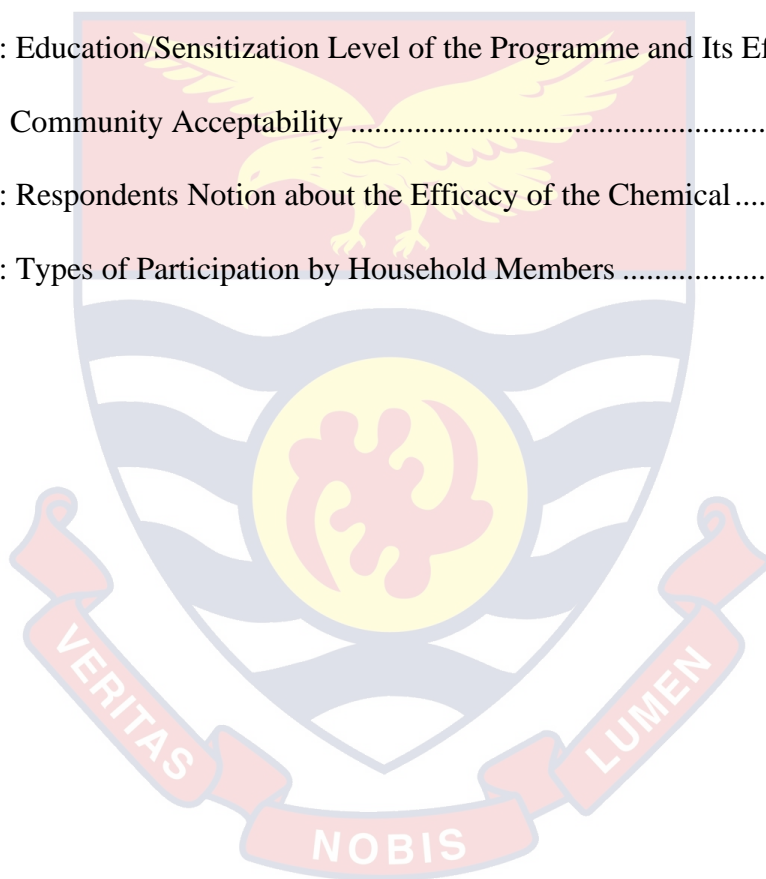 : Education/Sensitization Level of the Programme and Its
Community Acceptability ....................................................
: Respondents Notion about the Efficacy of the Chemical ....
: Types of Participation by Household Members ..................
VERITAS
NOBIS
LUMEN